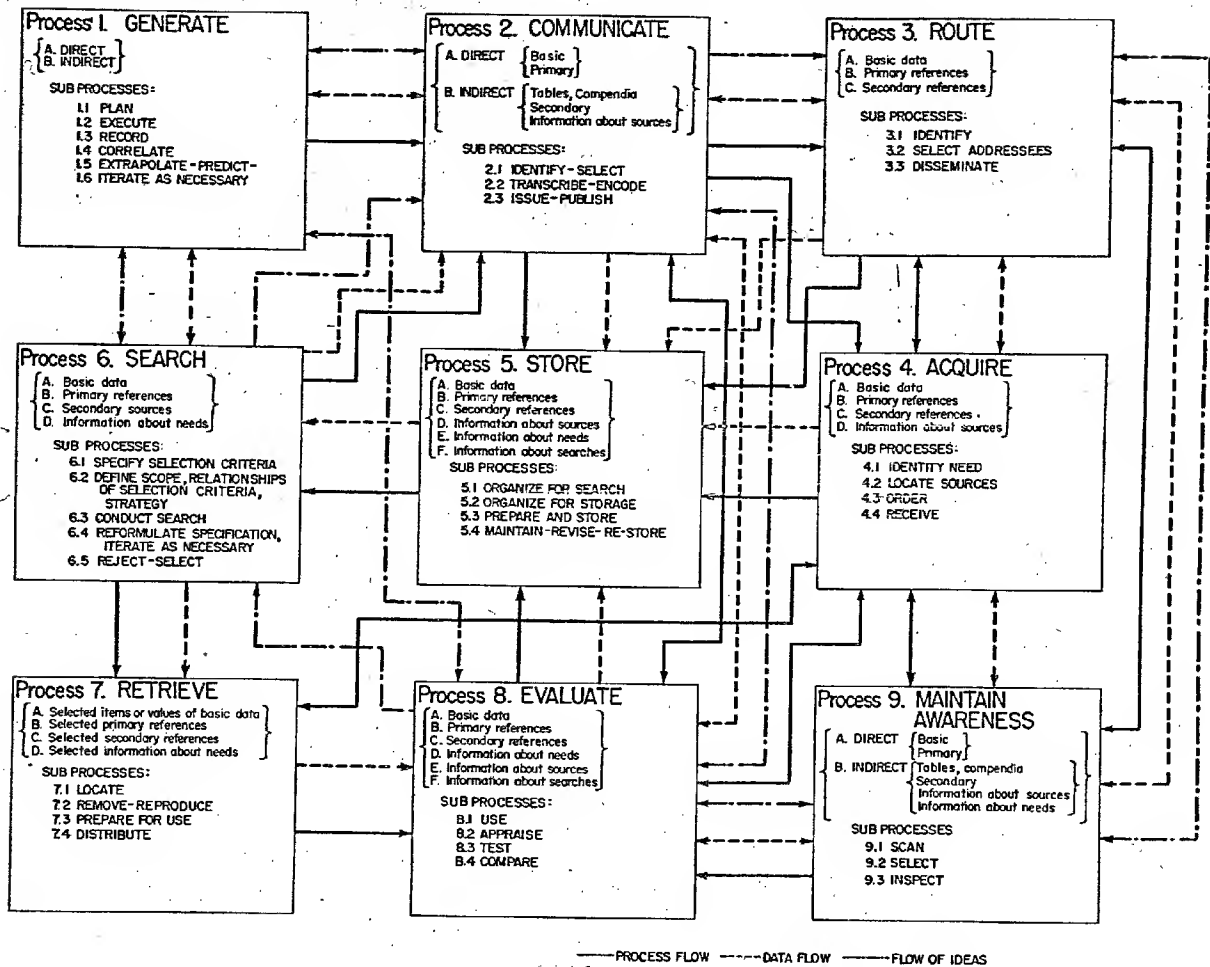 Process 1. GENERATE
A. DIRECT
B. INDIRECT
SUB PROCESSES:
1.1 PLAN
1.2 EXECUTE
1.3 RECORD
1.4 CORRELATE
1.5 EXTRAPOLATE-PREDICT-
1.6 ITERATE AS NECESSARY
Process 2. COMMUNICATE
A. DIRECT
Basic
Primary
B. INDIRECT
Tables, Compendia
Secondary
Information about sources
SUB PROCESSES:
2.1 IDENTIFY-SELECT
2.2 TRANSCRIBE-ENCODE
2.3 ISSUE-PUBLISH
Process 3. ROUTE
A. Basic data
B. Primary references
C. Secondary references
SUB PROCESSES:
3.1 IDENTIFY
3.2 SELECT ADDRESSEES
3.3 DISSEMINATE
Process 6. SEARCH
A. Basic data
B. Primary references
C. Secondary sources
D. Information about needs
SUB PROCESSES:
6.1 SPECIFY SELECTION CRITERIA
6.2 DEFINE SCOPE, RELATIONSHIPS
OF SELECTION CRITERIA,
STRATEGY
6.3 CONDUCT SEARCH
6.4 REFORMULATE SPECIFICATION,
ITERATE AS NECESSARY
6.5 REJECT-SELECT
Process 5. STORE
A. Basic data
B. Primary references
C. Secondary references
D. Information about sources
E. Information about needs
F. Information about searches
SUB PROCESSES:
5.1 ORGANIZE FOR SEARCH
5.2 ORGANIZE FOR STORAGE
5.3 PREPARE AND STORE
5.4 MAINTAIN-REVISE-RE-STORE
Process 4. ACQUIRE
A. Basic data
B. Primary references
C. Secondary references
D. Information about sources
SUB PROCESSES:
4.1 IDENTITY NEED
4.2 LOCATE SOURCES
4.3 ORDER
4.4 RECEIVE
Process 7. RETRIEVE
A. Selected items or values of basic data
B. Selected primary references
C. Selected secondary references
D. Selected information about needs
SUB PROCESSES:
7.1 LOCATE
7.2 REMOVE-REPRODUCE
7.3 PREPARE FOR USE
7.4 DISTRIBUTE
Process 8. EVALUATE
A. Basic data
B. Primary references
C. Secondary references
D. Information about needs
E. Information about sources
F. Information about searches
SUB PROCESSES:
8.1 USE
8.2 APPRAISE
8.3 TEST
8.4 COMPARE
Process 9. MAINTAIN
AWARENESS
A. DIRECT
Basic
Primary
B. INDIRECT
Tables, compendia
Secondary
Information about sources
Information about needs
SUB PROCESSES
9.1 SCAN
9.2 SELECT
9.3 INSPECT
PROCESS FLOW
DATA FLOW
FLOW OF IDEAS